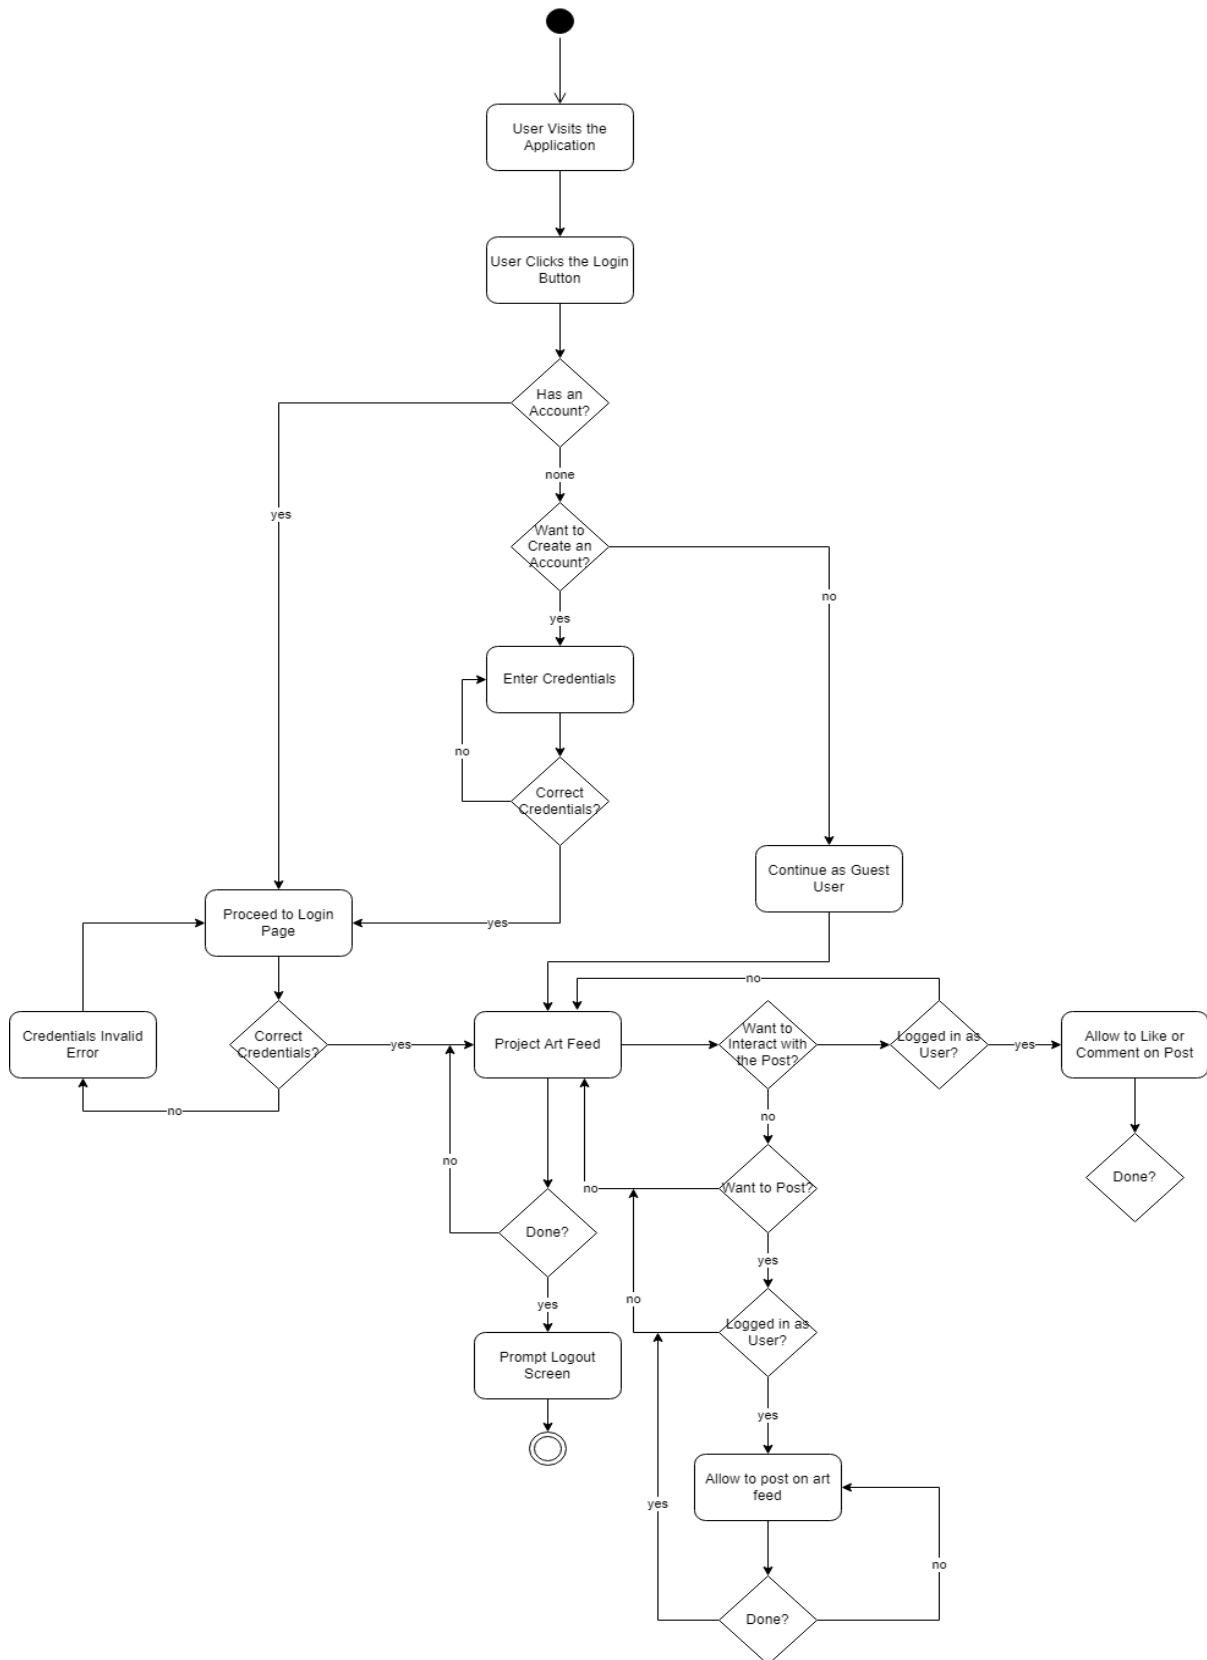 User Visits the
Application
User Clicks the Login
Button
Has an
Account?
none
yes
Want to
Create an
Account?
no
yes
Enter Credentials
no
Correct
Credentials?
Continue as Guest
User
Proceed to Login
Page
yes
no
Credentials Invalid
Error
Correct
Credentials?
yes
Project Art Feed
Want to
Interact with
the Post?
Logged in as
User?
yes
Allow to Like or
Comment on Post
no
no
no
Want to Post?
no
Done?
Done?
yes
yes
no
Logged in as
User?
Prompt Logout
Screen
yes
Allow to post on art
feed
yes
no
Done?